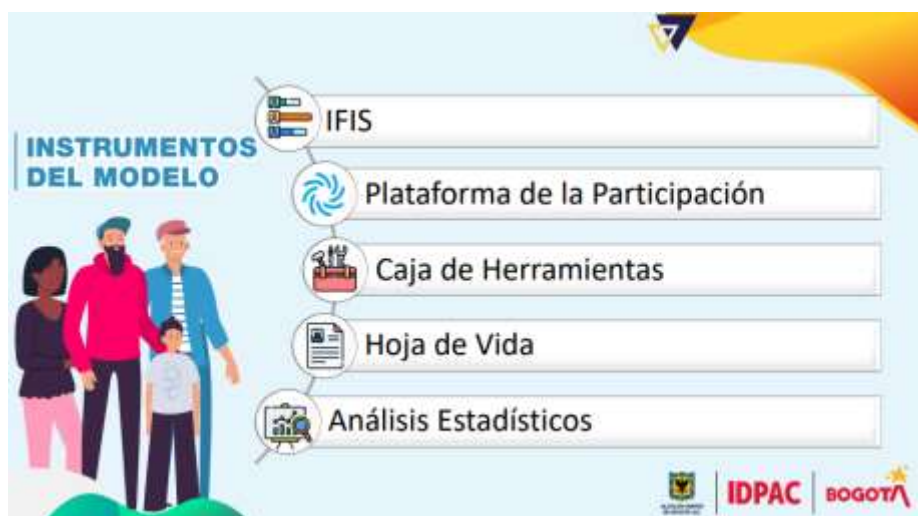 INSTRUMENTOS
DEL MODELO
IFIS
Plataforma de la Participación
Caja de Herramientas
Hoja de Vida
Análisis Estadísticos
IDPAC
BOGOTÁ